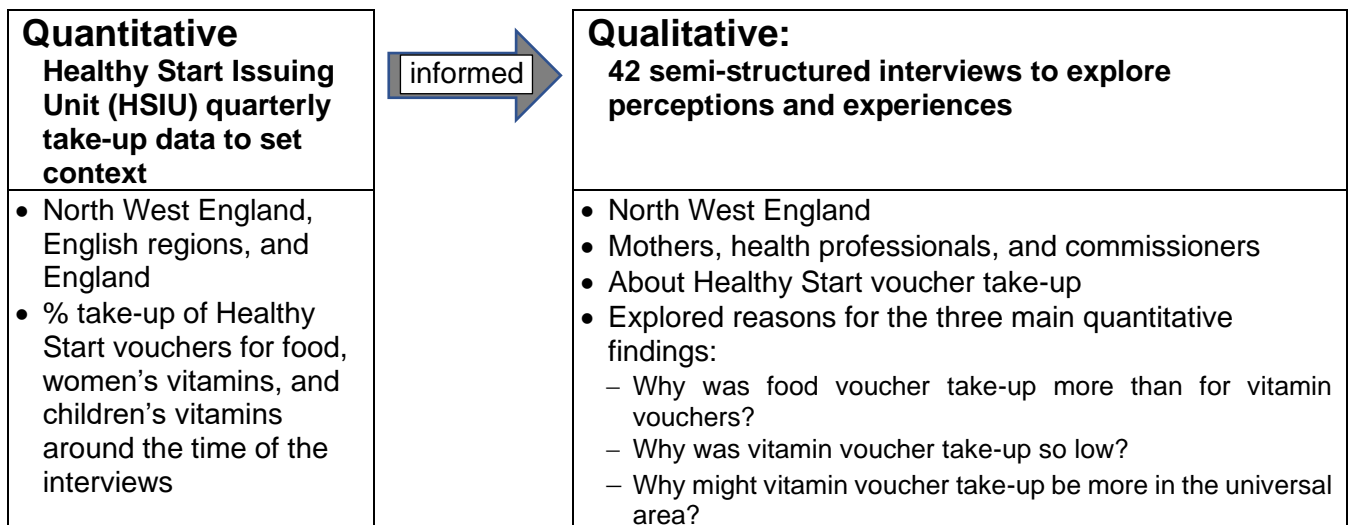 Quantitative
Healthy Start Issuing
Unit (HSIU) quarterly
take-up data to set
context
• North West England,
English regions, and
England
• % take-up of Healthy
Start vouchers for food,
women’s vitamins, and
children’s vitamins
around the time of the
interviews
informed
Qualitative:
42 semi-structured interviews to explore
perceptions and experiences
• North West England
• Mothers, health professionals, and commissioners
• About Healthy Start voucher take-up
• Explored reasons for the three main quantitative
findings:
− Why was food voucher take-up more than for vitamin
vouchers?
− Why was vitamin voucher take-up so low?
− Why might vitamin voucher take-up be more in the universal
area?